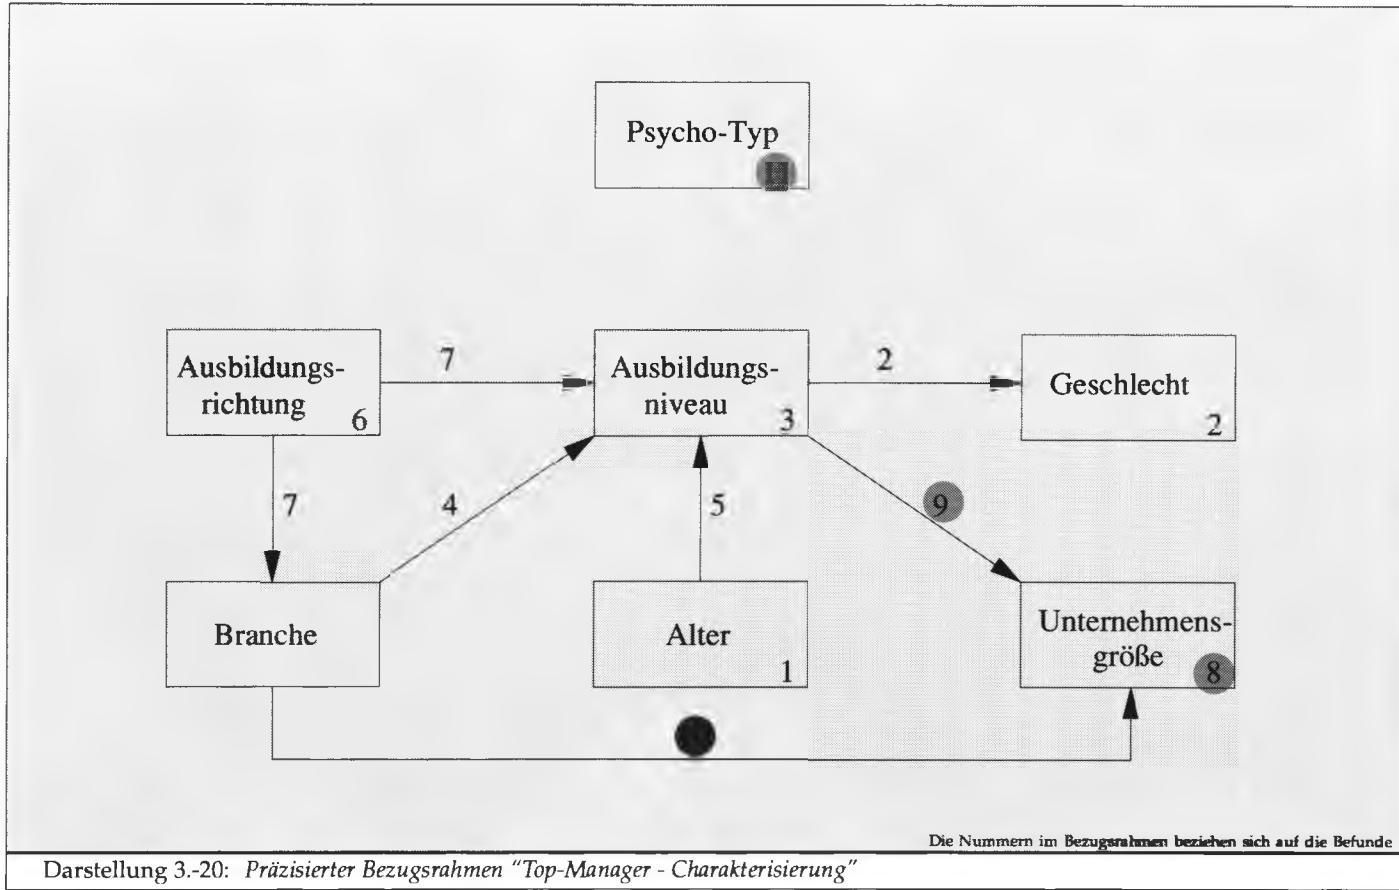 Psycho-Typ
Ausbildungs-
richtung
6
7
Ausbildungs-
niveau
3
2
Geschlecht
2
7
4
5
9
Branche
Alter
1
Unternehmens-
größe
8
Die Nummern im Bezugsrahmen beziehen sich auf die Befunde
Darstellung 3.-20: Präzisierter Bezugsrahmen "Top-Manager - Charakterisierung"